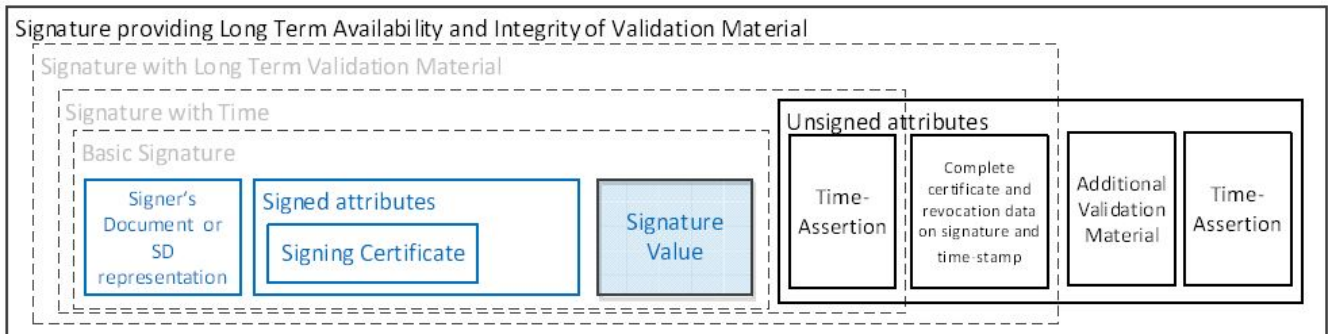 Signature providing Long Term Availability and Integrity of Validation Material
Signature with Long Term Validation Material
Signature with Time
Basic Signature
Signer's
Document or
SD
representation
Signed attributes
Signing Certificate
Signature
Value
Unsigned attributes
Time-
Assertion
Complete
certificate and
revocation data
on signature and
time-stamp
Additional
Validation
Material
Time-
Assertion